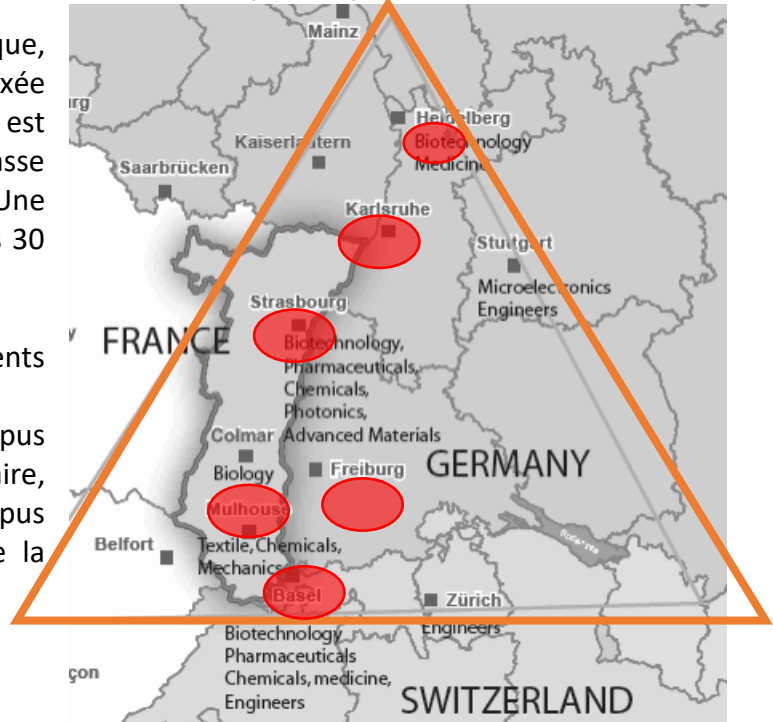 que,
xée
est
sse
Une
30
ents
pus
ire,
pus
la
Mainz
rg
Heidelberg
Biotechnology
Medicine
Kaiserlautern
Saarbrücken
Karlsruhe
Stuttgart
Microelectronics
Engineers
Strasbourg
FRANCE
Biotechnology,
Pharmaceuticals,
Chemicals,
Photonics,
Advanced Materials
Colmar
Biology
Freiburg
GERMANY
Mulhouse
Textile, Chemicals,
Mechanics
Belfort
Basel
Zürich
Engineers
Biotechnology
Pharmaceuticals
Chemicals, medicine,
Engineers
çon
SWITZERLAND